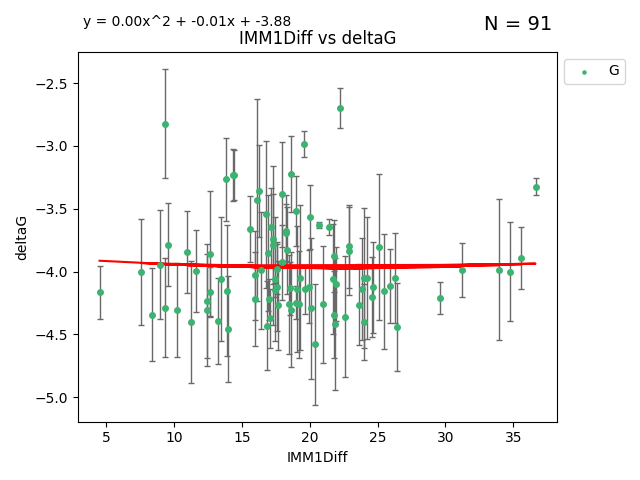 y = 0.00x^2 + -0.01x + -3.88
N = 91
IMM1Diff vs deltaG
G
deltaG
−2.5
−3.0
−3.5
−4.0
−4.5
−5.0
5 10 15 20 25 30 35
IMM1Diff